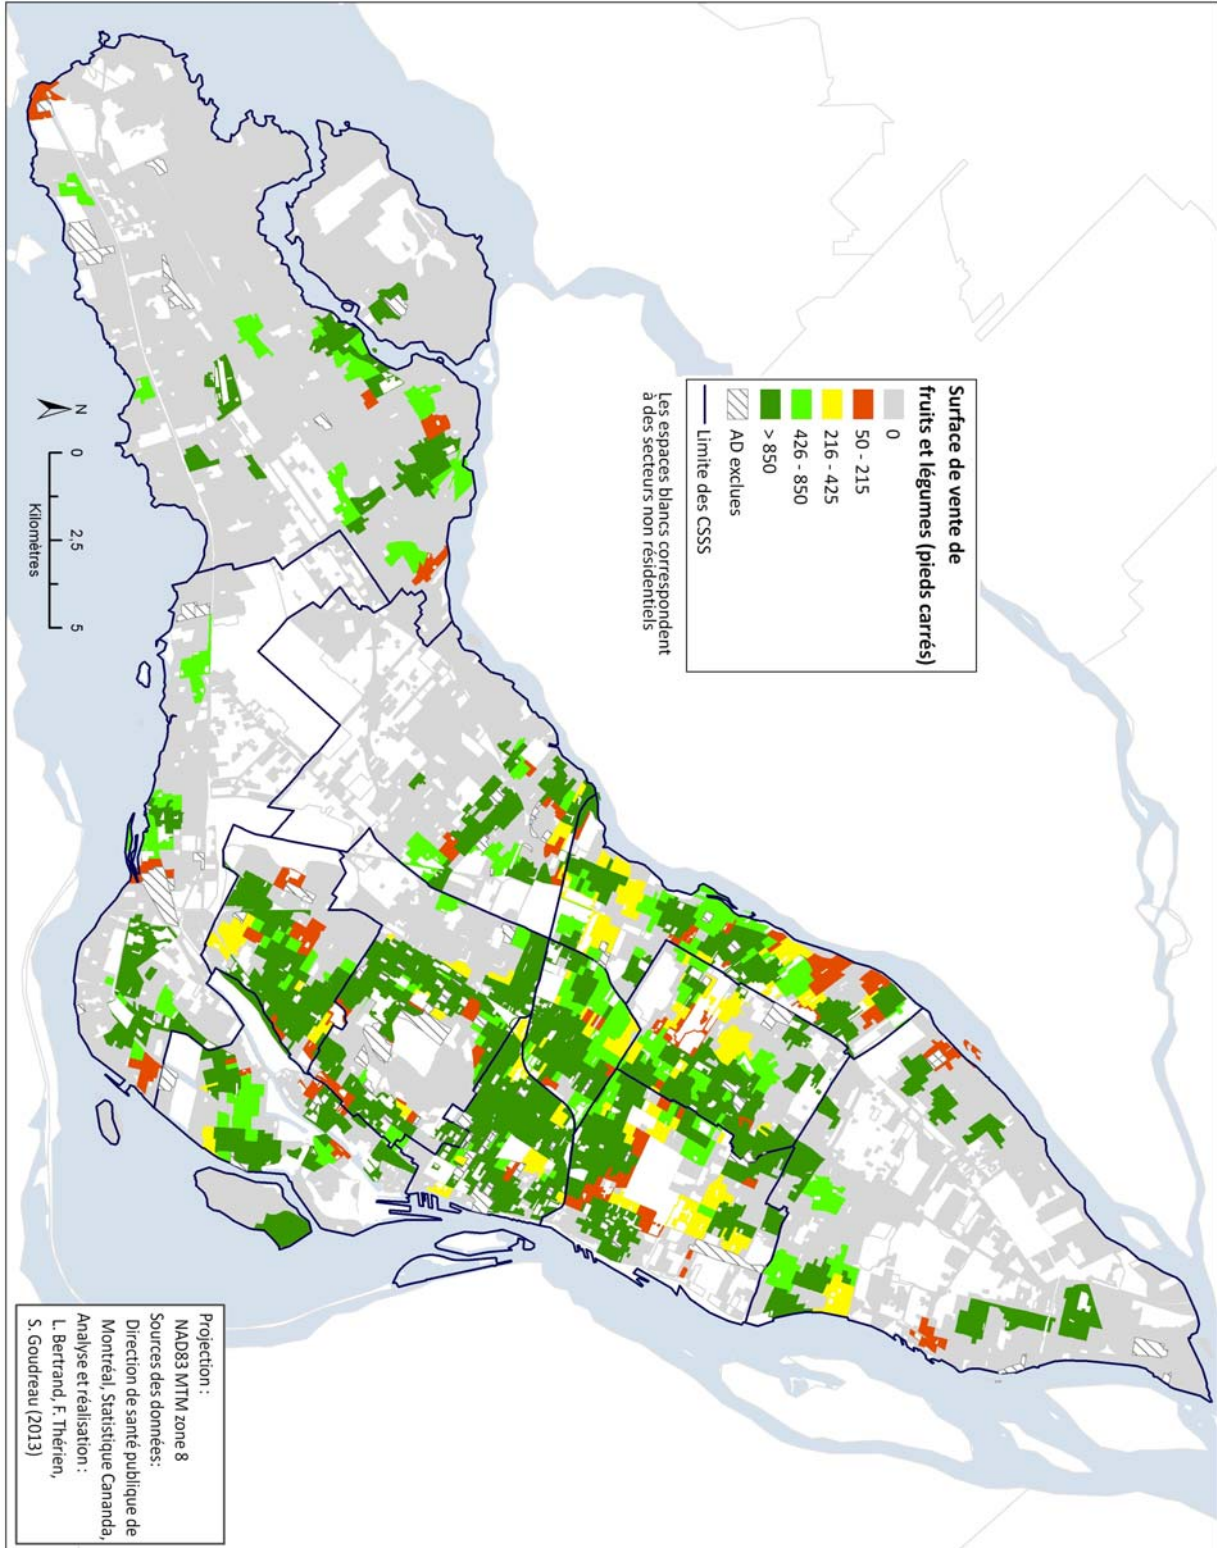 Surface de vente de
fruits et légumes (pieds carrés)
0
50 - 215
216 - 425
426 - 850
> 850
AD exclues
Limite des CSSS
Les espaces blancs correspondent
à des secteurs non résidentiels
N
0 2,5 5
Kilomètres
Projection :
NAD83 MTM zone 8
Sources des données:
Direction de santé publique de
Montréal, Statistique Cananda,
Analyse et réalisation :
L. Bertrand, F. Thérien,
S. Goudreau (2013)